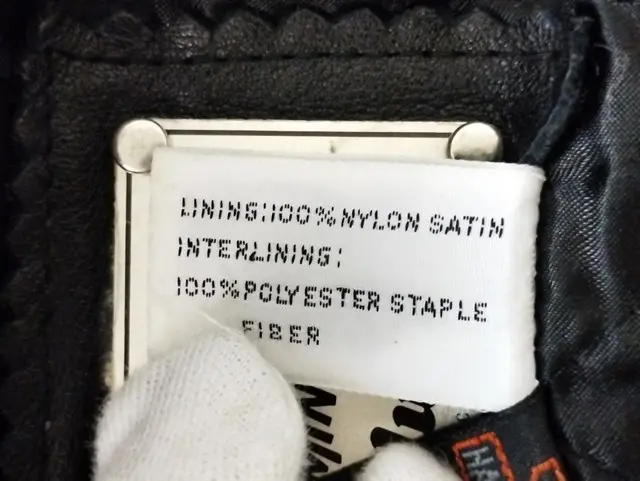 LINING:100%NYLON SATIN
INTERLINING:
100%POLYESTER STAPLE
FIBER